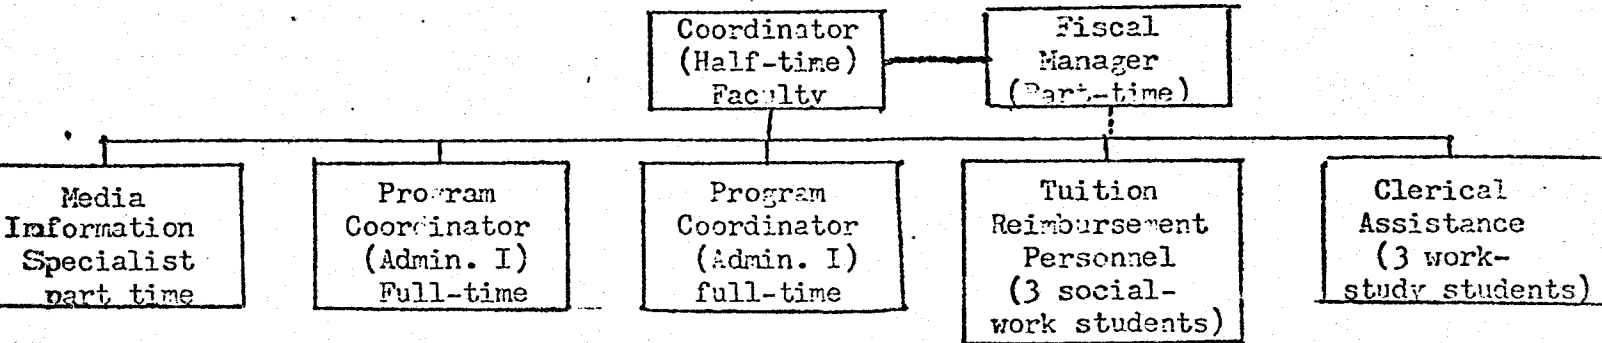 Coordinator
(Half-time)
Faculty
Fiscal
Manager
(Part-time)
Media
Information
Specialist
part time
Program
Coordinator
(Admin. I)
Full-time
Program
Coordinator
(Admin. I)
full-time
Tuition
Reimbursement
Personnel
(3 social-
work students)
Clerical
Assistance
(3 work-
study students)